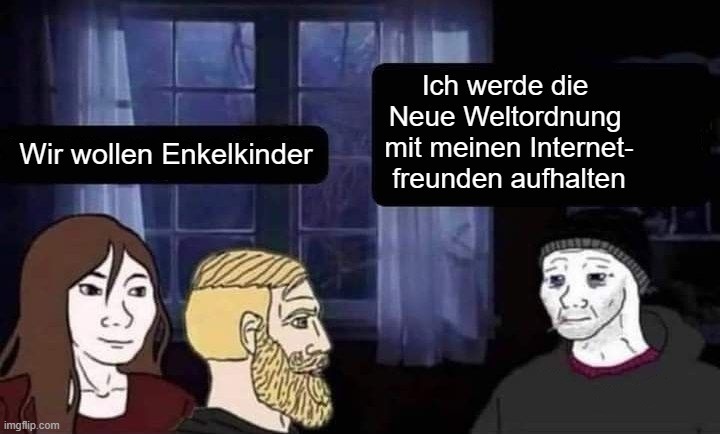 Wir wollen Enkelkinder
Ich werde die
Neue Weltordnung
mit meinen Internet-
freunden aufhalten
imgflip.com